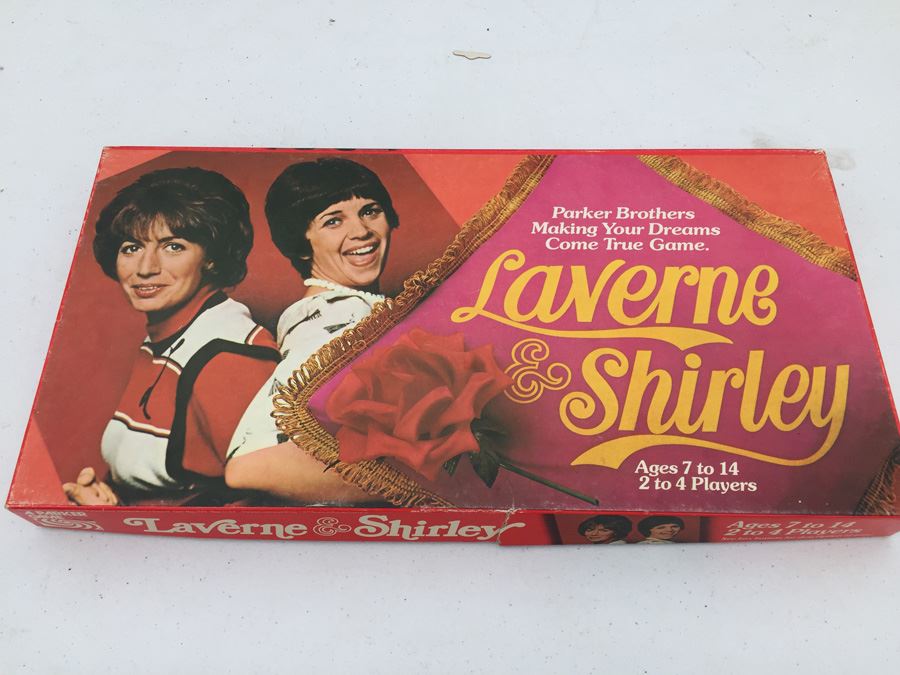 Parker Brothers
Making Your Dreams
Come True Game.
Laverne
& Shirley
Ages 7 to 14
2 to 4 Players
Laverne & Shirley
Ages 7 to 14
2 to 4 Players